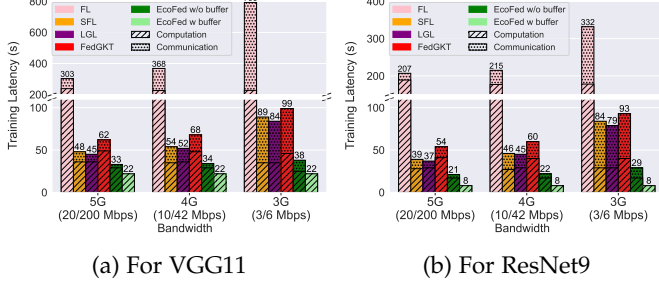 FL
SFL
LGL
FedGKT
EcoFed w/o buffer
EcoFed w buffer
Computation
Communication
Training Latency (s)
800
600
400
200
100
50
0
303
48
45
62
33
22
368
54
52
68
34
22
89
84
99
38
22
5G
(20/200 Mbps)
4G
(10/42 Mbps)
3G
(3/6 Mbps)
Bandwidth
(a) For VGG11
FL
SFL
LGL
FedGKT
EcoFed w/o buffer
EcoFed w buffer
Computation
Communication
Training Latency (s)
400
200
100
50
0
207
39
37
54
21
8
215
46
45
60
22
8
332
84
79
93
29
8
5G
(20/200 Mbps)
4G
(10/42 Mbps)
3G
(3/6 Mbps)
Bandwidth
(b) For ResNet9